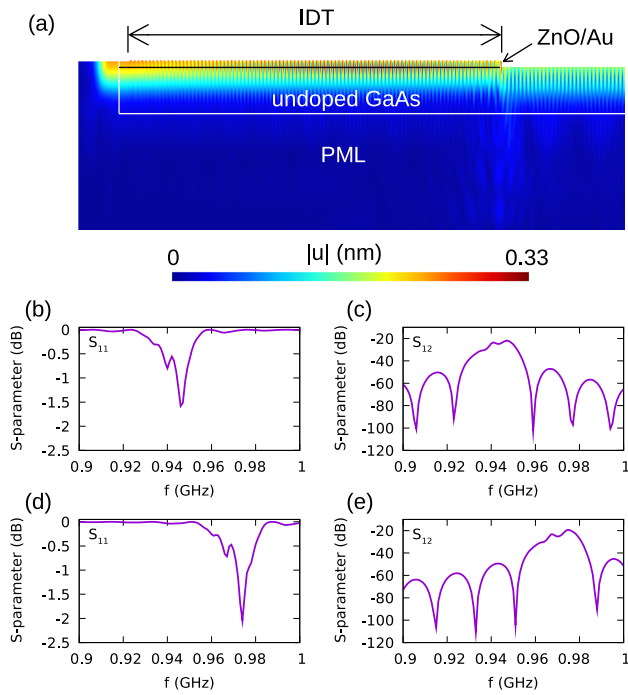 (a)
IDT
ZnO/Au
undoped GaAs
PML
|u| (nm)
0
0.33
(b)
S-parameter (dB)
0
-0.5
-1
-1.5
-2
-2.5
S₁₁
0.9 0.92 0.94 0.96 0.98 1
f (GHz)
(c)
S-parameter (dB)
-20
-40
-60
-80
-100
-120
S₁₂
0.9 0.92 0.94 0.96 0.98 1
f (GHz)
(d)
S-parameter (dB)
0
-0.5
-1
-1.5
-2
-2.5
S₁₁
0.9 0.92 0.94 0.96 0.98 1
f (GHz)
(e)
S-parameter (dB)
-20
-40
-60
-80
-100
-120
S₁₂
0.9 0.92 0.94 0.96 0.98 1
f (GHz)